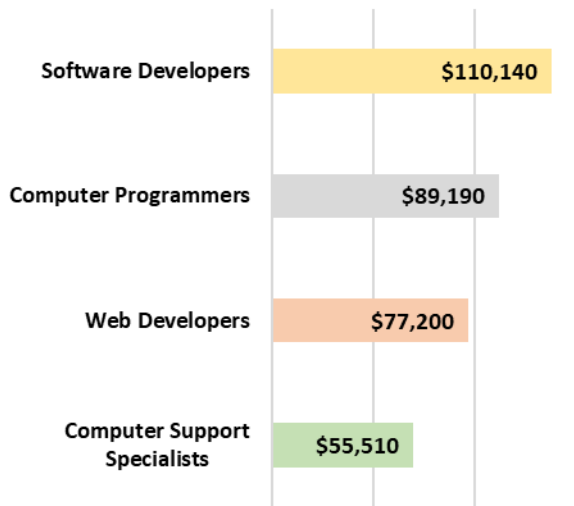 Software Developers
$110,140
Computer Programmers
$89,190
Web Developers
$77,200
Computer Support
Specialists
$55,510